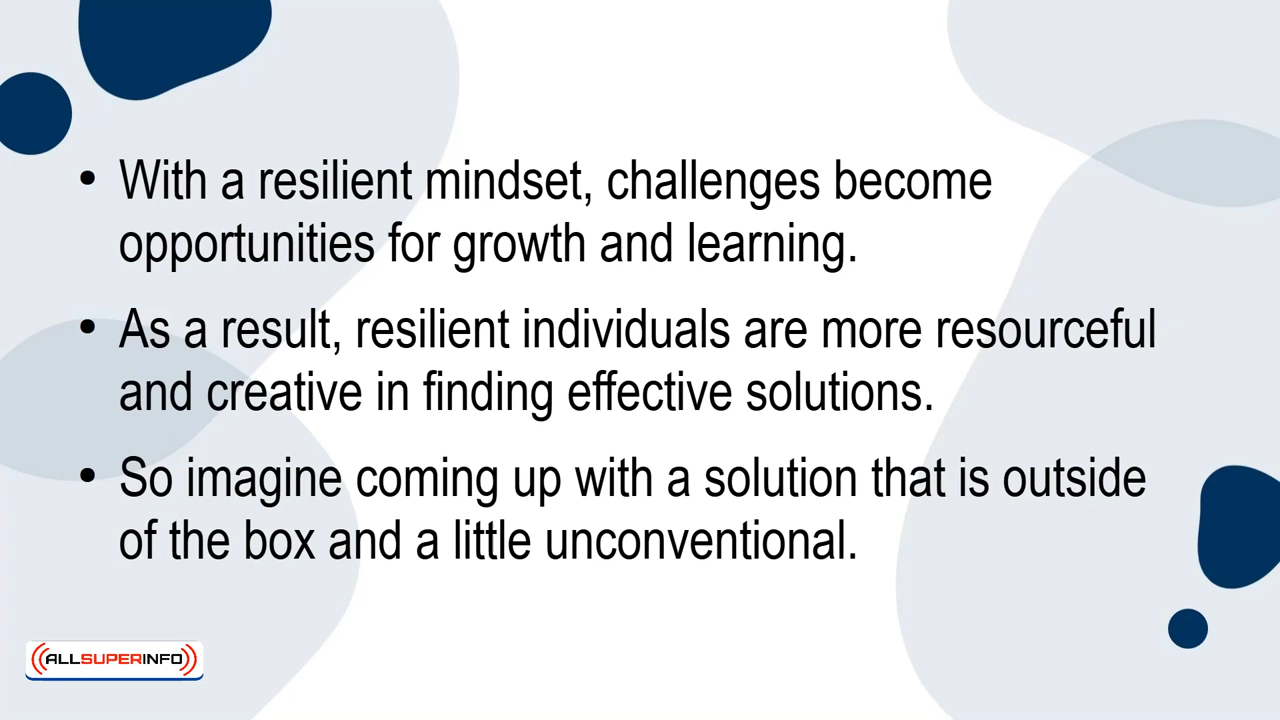 • With a resilient mindset, challenges become
opportunities for growth and learning.
• As a result, resilient individuals are more resourceful
and creative in finding effective solutions.
• So imagine coming up with a solution that is outside
of the box and a little unconventional.
ALLSUPERINFO